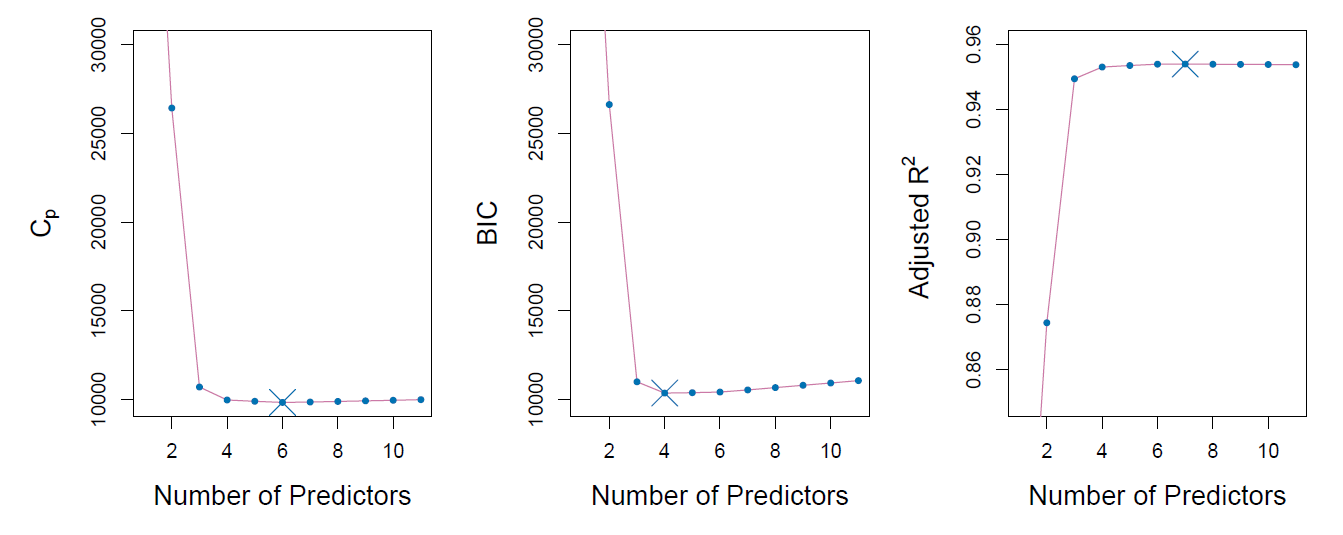 Cp
30000
25000
20000
15000
10000
2 4 6 8 10
Number of Predictors
BIC
30000
25000
20000
15000
10000
2 4 6 8 10
Number of Predictors
Adjusted R²
0.96
0.94
0.92
0.90
0.88
0.86
2 4 6 8 10
Number of Predictors